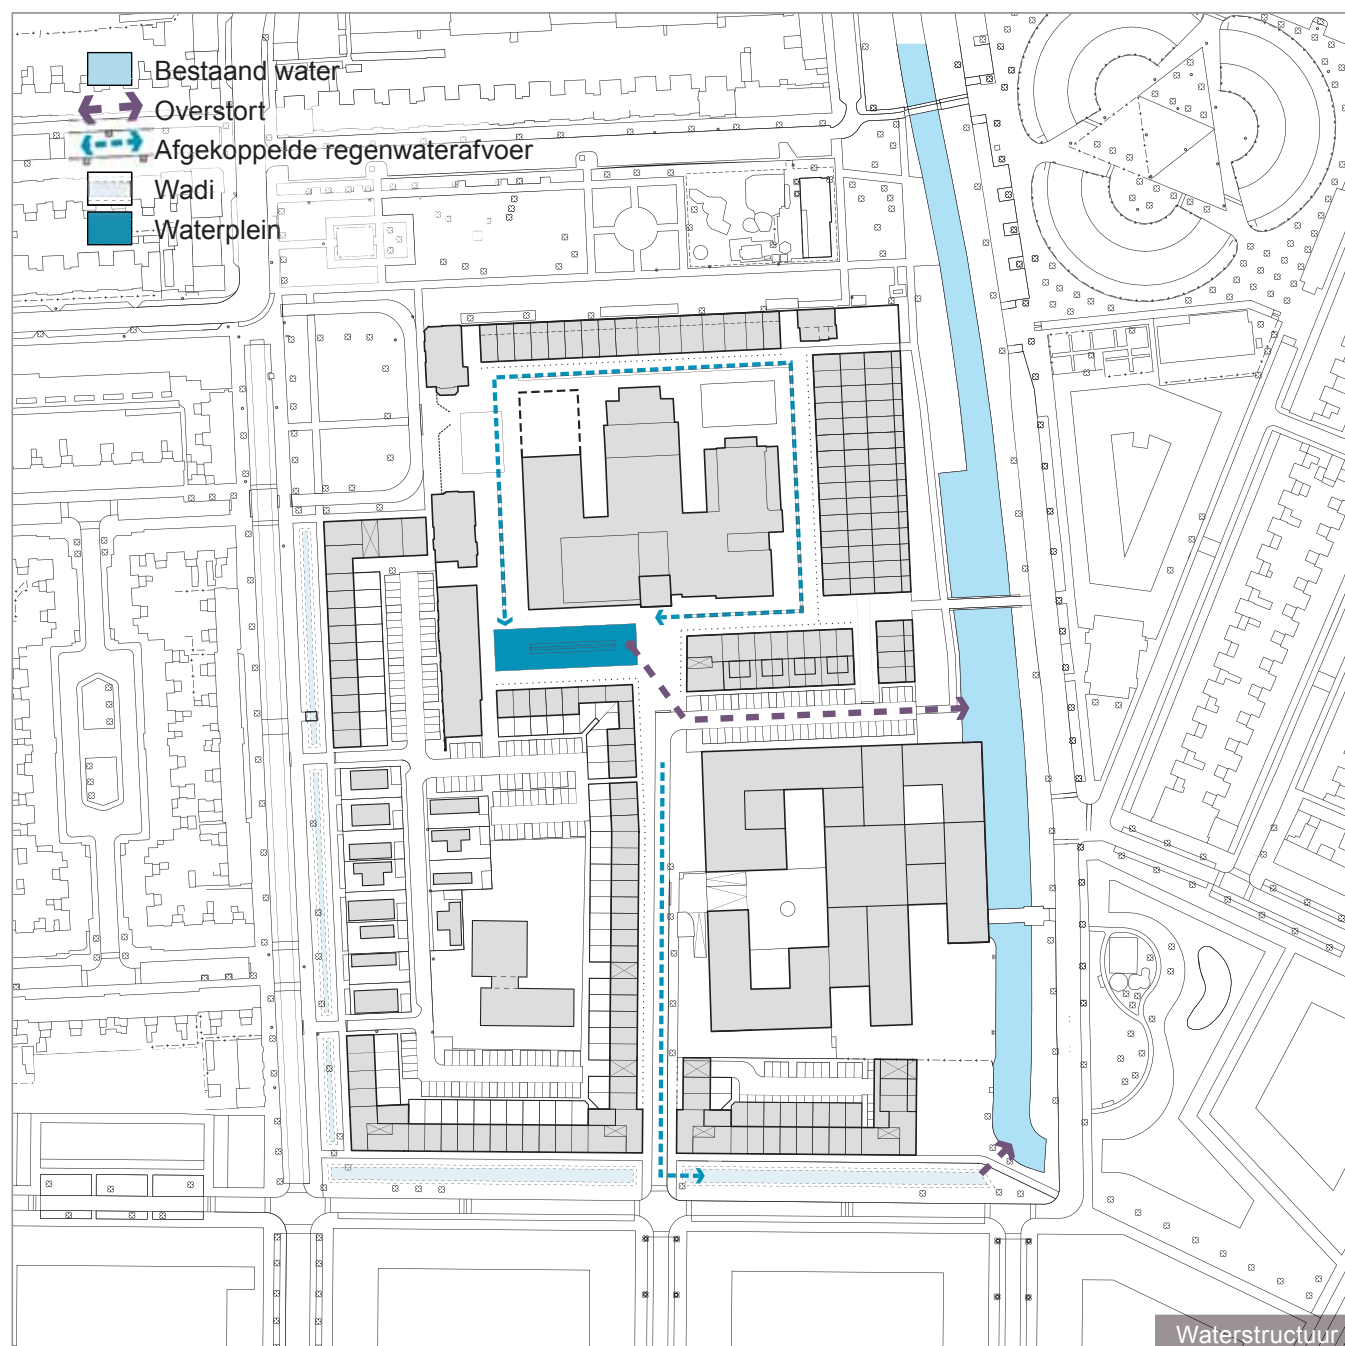 Bestaand water
Overstort
Afgekoppelde regenwaterafvoer
Wadi
Waterplein
Waterstructuur